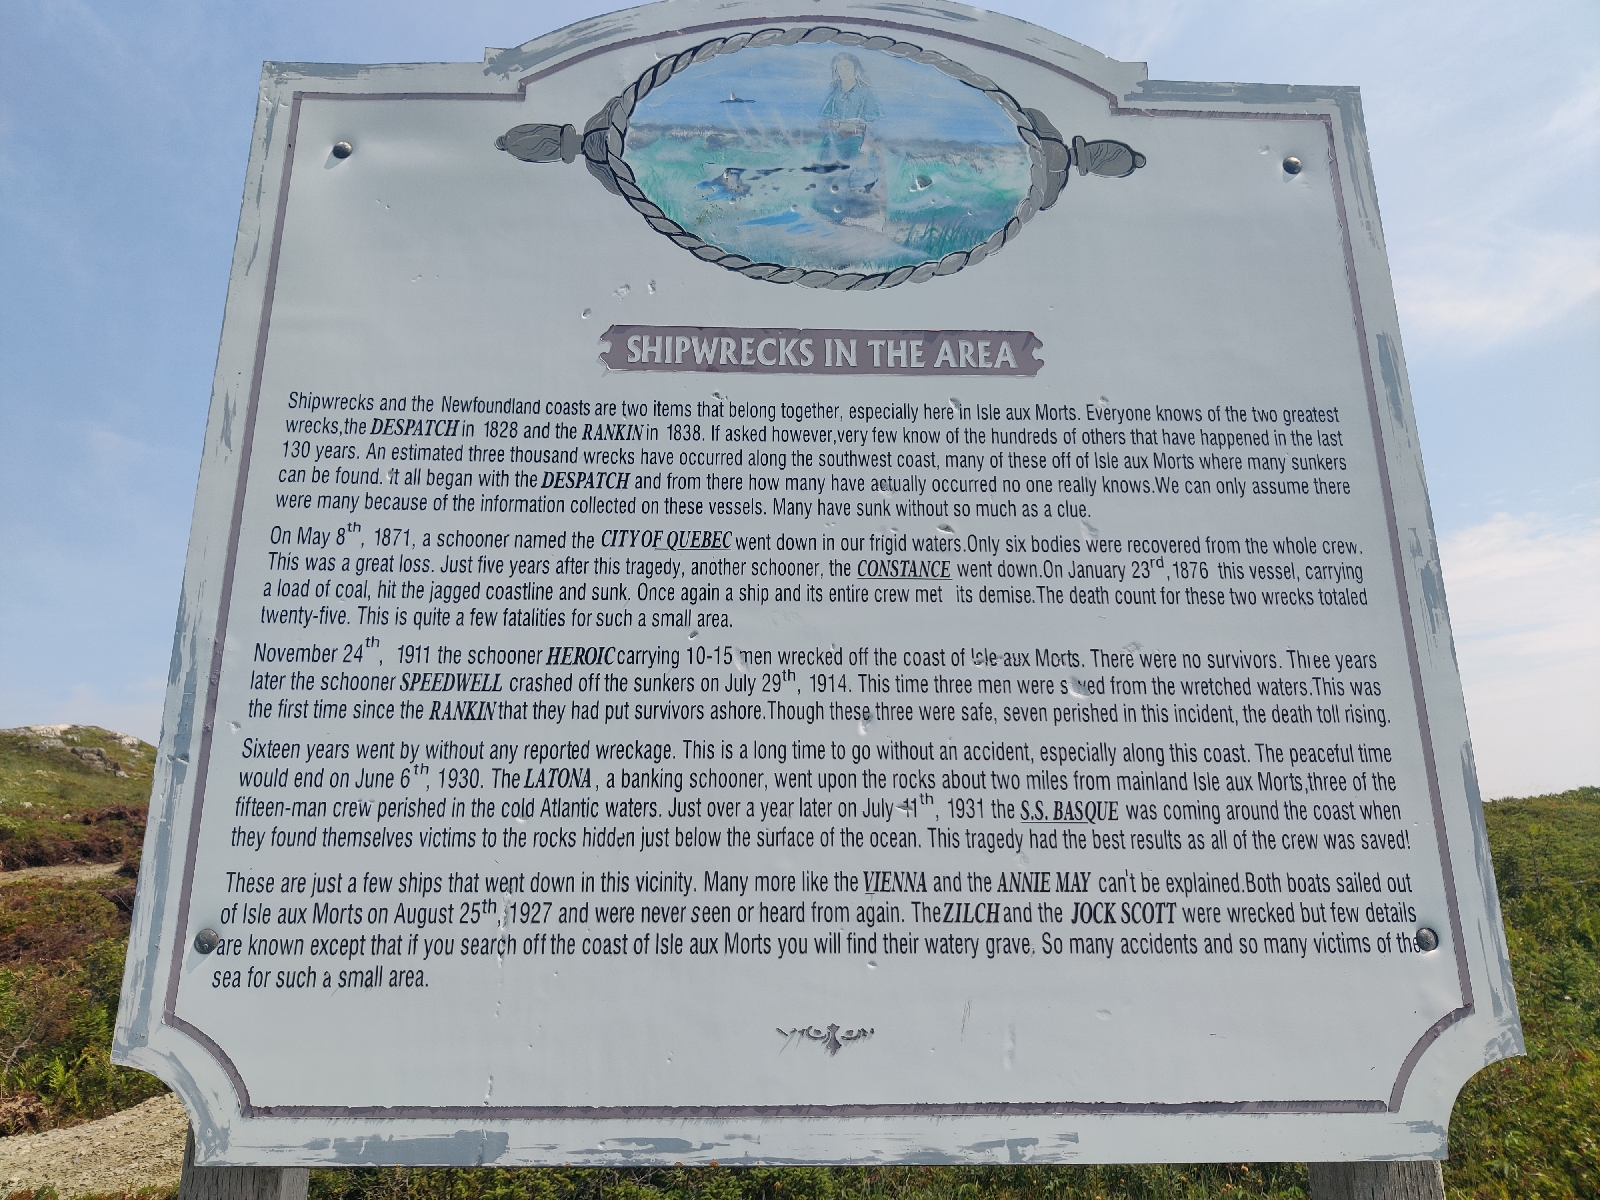 SHIPWRECKS IN THE AREA
Shipwrecks and the Newfoundland coasts are two items that belong together, especially here in Isle aux Morts. Everyone knows of the two greatest
wrecks,the DESPATCH in 1828 and the RANKIN in 1838. If asked however,very few know of the hundreds of others that have happened in the last
130 years. An estimated three thousand wrecks have occurred along the southwest coast, many of these off of Isle aux Morts where many sunkers
can be found. It all began with the DESPATCH and from there how many have actually occurred no one really knows.We can only assume there
were many because of the information collected on these vessels. Many have sunk without so much as a clue.
On May 8th, 1871, a schooner named the CITY OF QUEBEC went down in our frigid waters.Only six bodies were recovered from the whole crew.
This was a great loss. Just five years after this tragedy, another schooner, the CONSTANCE went down.On January 23rd,1876 this vessel, carrying
a load of coal, hit the jagged coastline and sunk. Once again a ship and its entire crew met its demise.The death count for these two wrecks totaled
twenty-five. This is quite a few fatalities for such a small area.
November 24th, 1911 the schooner HEROIC carrying 10-15 men wrecked off the coast of Isle aux Morts. There were no survivors. Three years
later the schooner SPEEDWELL crashed off the sunkers on July 29th, 1914. This time three men were saved from the wretched waters.This was
the first time since the RANKIN that they had put survivors ashore.Though these three were safe, seven perished in this incident, the death toll rising.
Sixteen years went by without any reported wreckage. This is a long time to go without an accident, especially along this coast. The peaceful time
would end on June 6th, 1930. The LATONA, a banking schooner, went upon the rocks about two miles from mainland Isle aux Morts,three of the
fifteen-man crew perished in the cold Atlantic waters. Just over a year later on July 11th, 1931 the S.S. BASQUE was coming around the coast when
they found themselves victims to the rocks hidden just below the surface of the ocean. This tragedy had the best results as all of the crew was saved!
These are just a few ships that went down in this vicinity. Many more like the VIENNA and the ANNIE MAY can't be explained.Both boats sailed out
of Isle aux Morts on August 25th, 1927 and were never seen or heard from again. The ZILCH and the JOCK SCOTT were wrecked but few details
are known except that if you search off the coast of Isle aux Morts you will find their watery grave. So many accidents and so many victims of the
sea for such a small area.